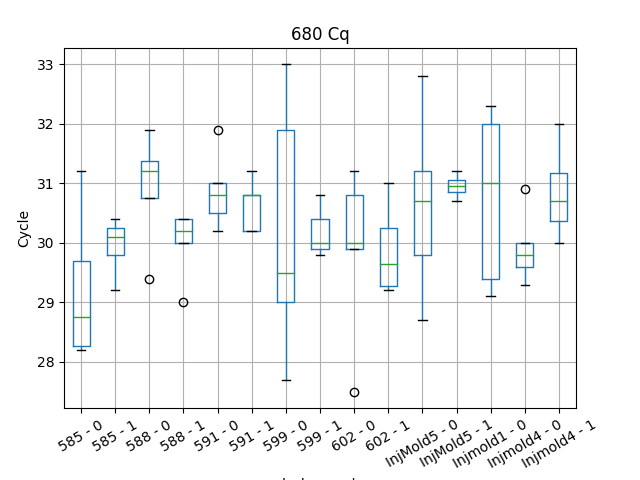 680 Cq
Cycle
33
32
31
30
29
28
585 - 0
585 - 1
588 - 0
588 - 1
591 - 0
591 - 1
599 - 0
599 - 1
602 - 0
602 - 1
InjMold5 - 0
InjMold5 - 1
Injmold1 - 0
Injmold4 - 0
Injmold4 - 1